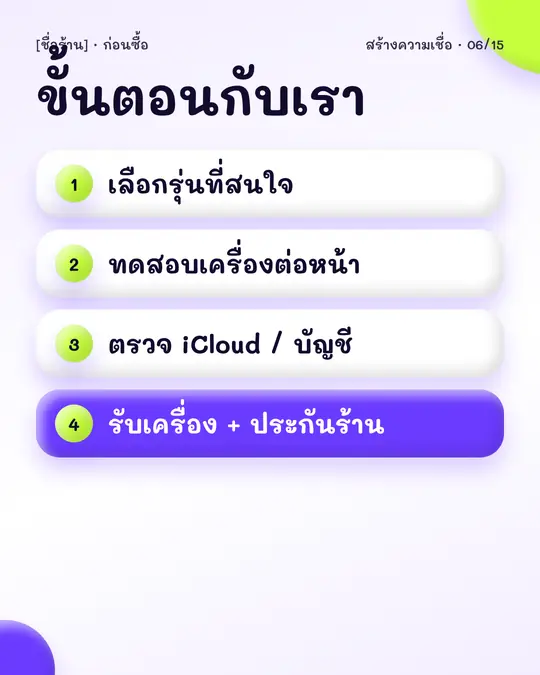 [ชื่อร้าน] · ก่อนซื้อ
สร้างความเชื่อ · 06/15
ขั้นตอนกับเรา
1 เลือกรุ่นที่สนใจ
2 ทดสอบเครื่องต่อหน้า
3 ตรวจ iCloud / บัญชี
4 รับเครื่อง + ประกันร้าน